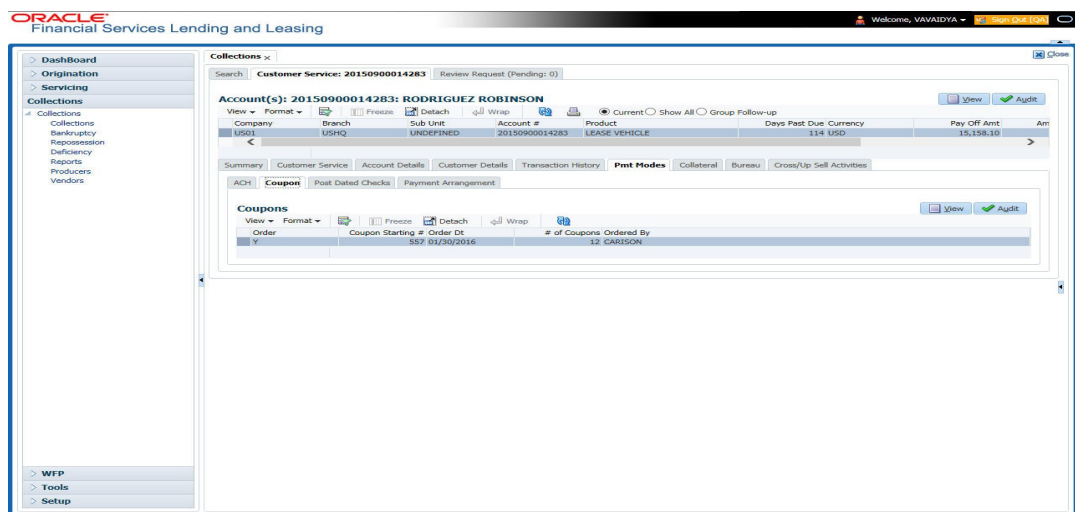 ORACLE
Financial Services Lending and Leasing
Welcome, VAVAIDYA Sign Out [QA]
Close
DashBoard
Origination
Servicing
Collections
Collections
Collections
Bankruptcy
Repossession
Deficiency
Reports
Producers
Vendors
WFP
Tools
Setup
Collections x
Search Customer Service: 20150900014283 Review Request (Pending: 0)
Account(s): 20150900014283: RODRIGUEZ ROBINSON
View Audit
View Format Freeze Detach Wrap Current Show All Group Follow-up
Company Branch Sub Unit Account # Product Days Past Due Currency Pay Off Amt Am
US01 USHQ UNDEFINED 20150900014283 LEASE VEHICLE 114 USD 15,158.10
Summary Customer Service Account Details Customer Details Transaction History Pmt Modes Collateral Bureau Cross/Up Sell Activities
ACH Coupon Post Dated Checks Payment Arrangement
Coupons
View Audit
View Format Freeze Detach Wrap
Order Coupon Starting # Order Dt # of Coupons Ordered By
Y 557 01/30/2016 12 CARISON